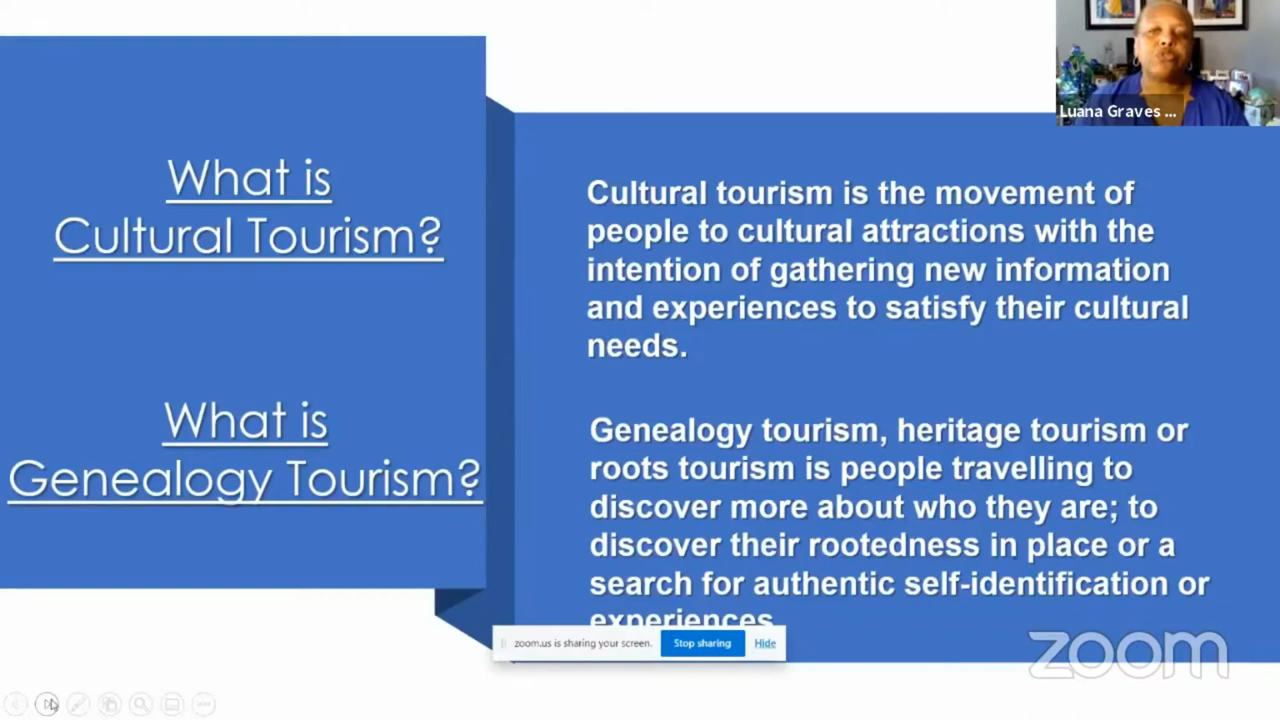 What is
Cultural Tourism?
What is
Genealogy Tourism?
Luana Graves ...
Cultural tourism is the movement of
people to cultural attractions with the
intention of gathering new information
and experiences to satisfy their cultural
needs.
Genealogy tourism, heritage tourism or
roots tourism is people travelling to
discover more about who they are; to
discover their rootedness in place or a
search for authentic self-identification or
experiences
zoom.us is sharing your screen. Stop sharing Hide
zoom